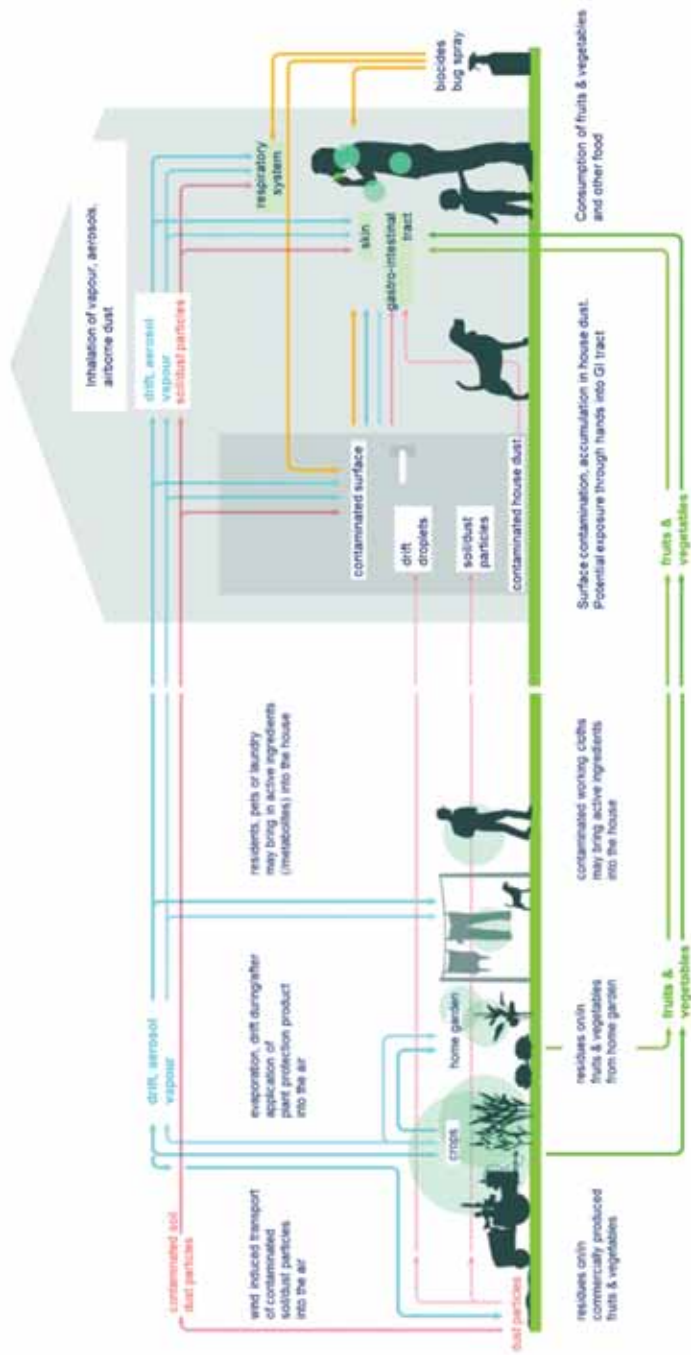 contaminated soil
dust particles
drift, aerosol
vapour
wind induced transport
of contaminated
soil/dust particles
into the air
evaporation, drift during/after
application of
plant protection product
into the air
residents, pets or laundry
may bring in active ingredients
(/metabolites) into the house
dust particles
crops
home garden
residues on/in
commercially produced
fruits & vegetables
residues on/in
fruits & vegetables
from home garden
contaminated working cloths
may bring active ingredients
into the house
fruits &
vegetables
Inhalation of vapour, aerosols,
airborne dust
drift, aerosol
vapour
soil/dust particles
respiratory
system
skin
gastro-intestinal
tract
contaminated surface
drift
droplets
soil/dust
particles
contaminated house dust
biocides
bug spray
Surface contamination, accumulation in house dust.
Potential exposure through hands into GI tract
Consumption of fruits & vegetables
and other food
fruits &
vegetables